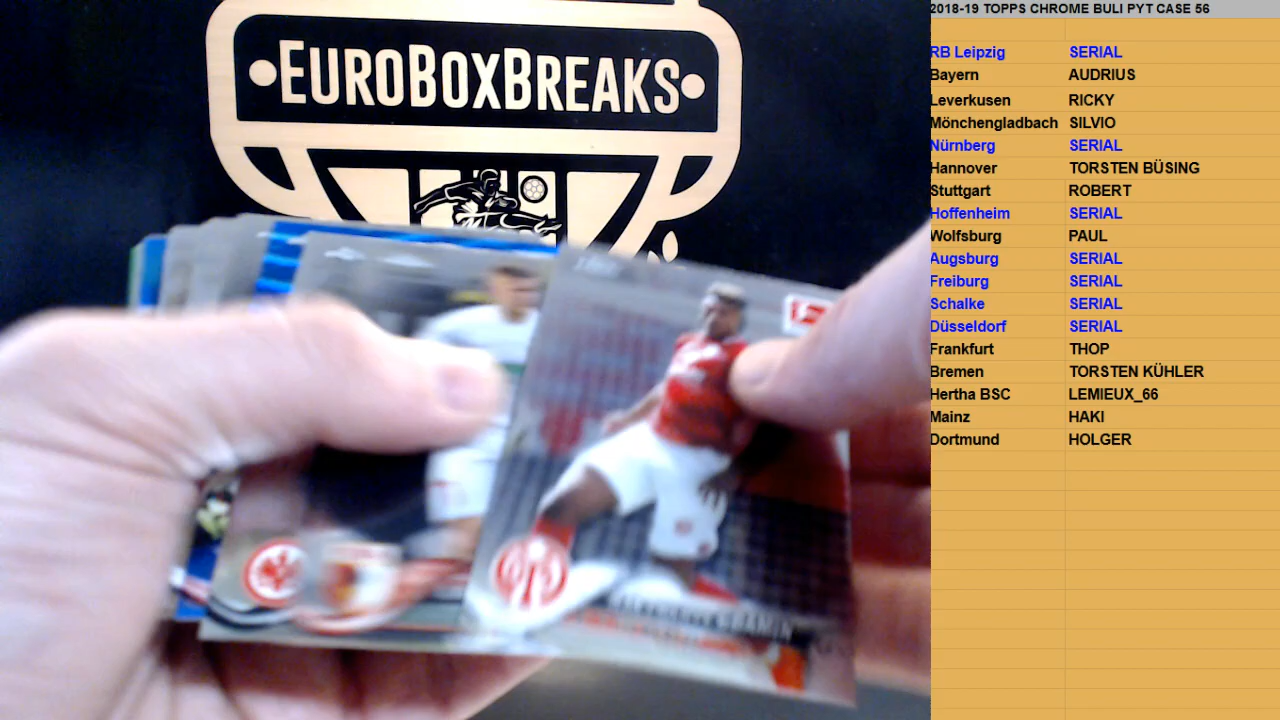 EUROBOXBREAKS
2018-19 TOPPS CHROME BULI PYT CASE 56
RB Leipzig SERIAL
Bayern AUDRIUS
Leverkusen RICKY
Mönchengladbach SILVIO
Nürnberg SERIAL
Hannover TORSTEN BÜSING
Stuttgart ROBERT
Hoffenheim SERIAL
Wolfsburg PAUL
Augsburg SERIAL
Freiburg SERIAL
Schalke SERIAL
Düsseldorf SERIAL
Frankfurt THOP
Bremen TORSTEN KÜHLER
Hertha BSC LEMIEUX_66
Mainz HAKI
Dortmund HOLGER